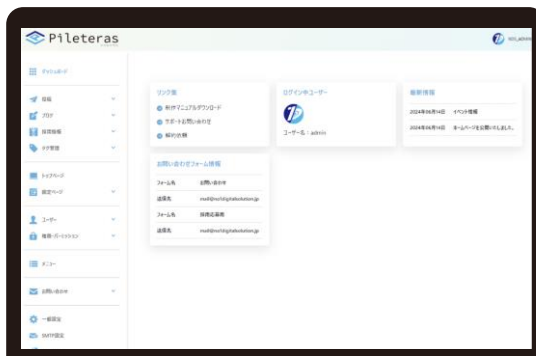 Pileteras
ダッシュボード
投稿
ブログ
採用情報
タグ管理
トップページ
固定ページ
ユーザー
権限・パーミッション
メニュー
お問い合わせ
一般設定
SMTP設定
リンク集
操作マニュアルダウンロード
サポートお問い合わせ
解約依頼
ログイン中ユーザー
ユーザー名：admin
最新情報
2024年06月14日 イベント情報
2024年06月14日 ホームページを公開いたしました。
お問い合わせフォーム情報
フォーム名 お問い合わせ
送信先
フォーム名 採用応募用
送信先